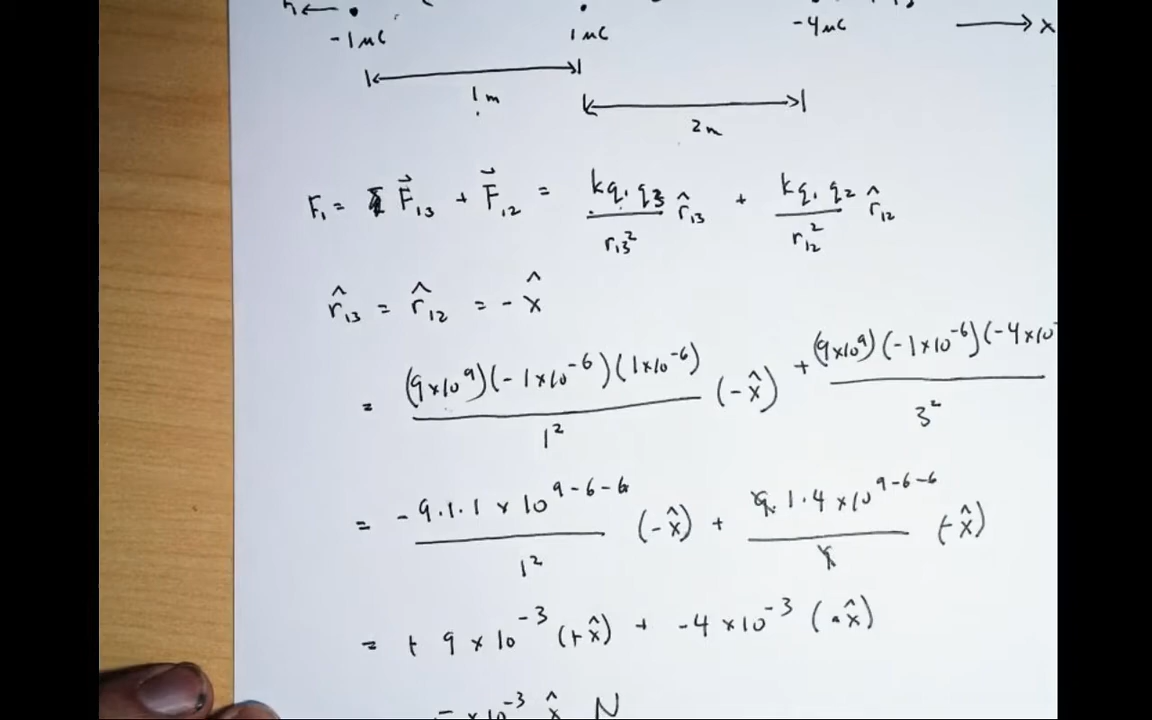 -1μC 1μC -4μC → x
1m
2m
F₁ = F⃗₁₃ + F⃗₁₂ = kq₁q₃/r₁₃² r̂₁₃ + kq₁q₂/r₁₂² r̂₁₂
r̂₁₃ = r̂₁₂ = -x̂
= (9×10⁹)(-1×10⁻⁶)(1×10⁻⁶)/1² (-x̂) + (9×10⁹)(-1×10⁻⁶)(-4×10/3²
= -9·1·1×10⁹⁻⁶⁻⁶/1² (-x̂) + 9·1·4×10⁹⁻⁶⁻⁶/9 (-x̂)
= +9×10⁻³ (+x̂) + -4×10⁻³ (x̂)
×10⁻³ x̂ N